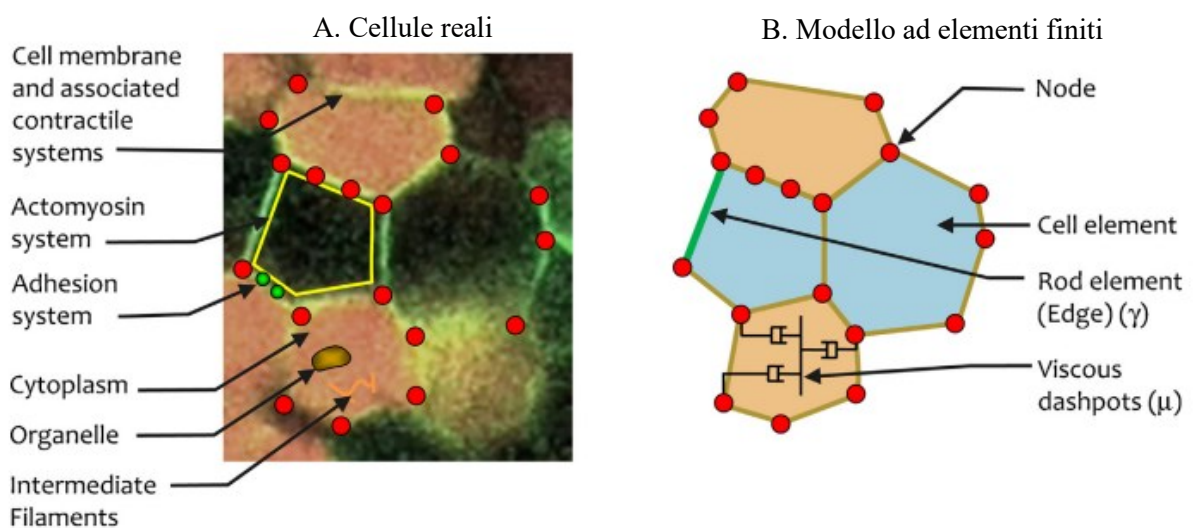 A. Cellule reali
B. Modello ad elementi finiti
Cell membrane
and associated
contractile
systems
Actomyosin
system
Adhesion
system
Cytoplasm
Organelle
Intermediate
Filaments
Node
Cell element
Rod element
(Edge) (γ)
Viscous
dashpots (μ)